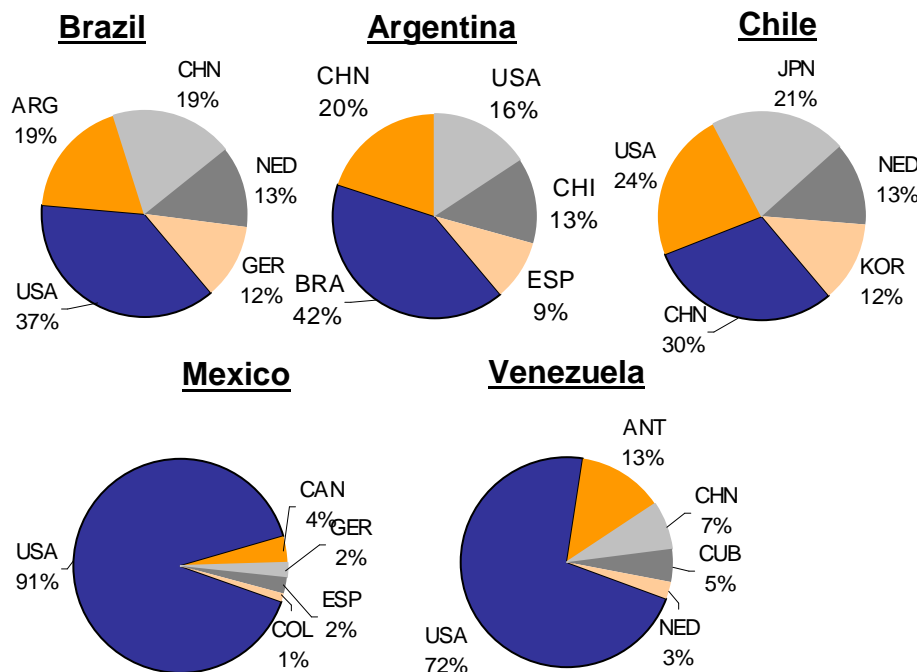 Brazil
CHN
19%
ARG
19%
NED
13%
GER
12%
USA
37%
Argentina
CHN
20%
USA
16%
CHI
13%
ESP
9%
BRA
42%
Chile
JPN
21%
USA
24%
NED
13%
KOR
12%
CHN
30%
Mexico
CAN
4%
GER
2%
USA
91%
ESP
2%
COL
1%
Venezuela
ANT
13%
CHN
7%
CUB
5%
NED
3%
USA
72%